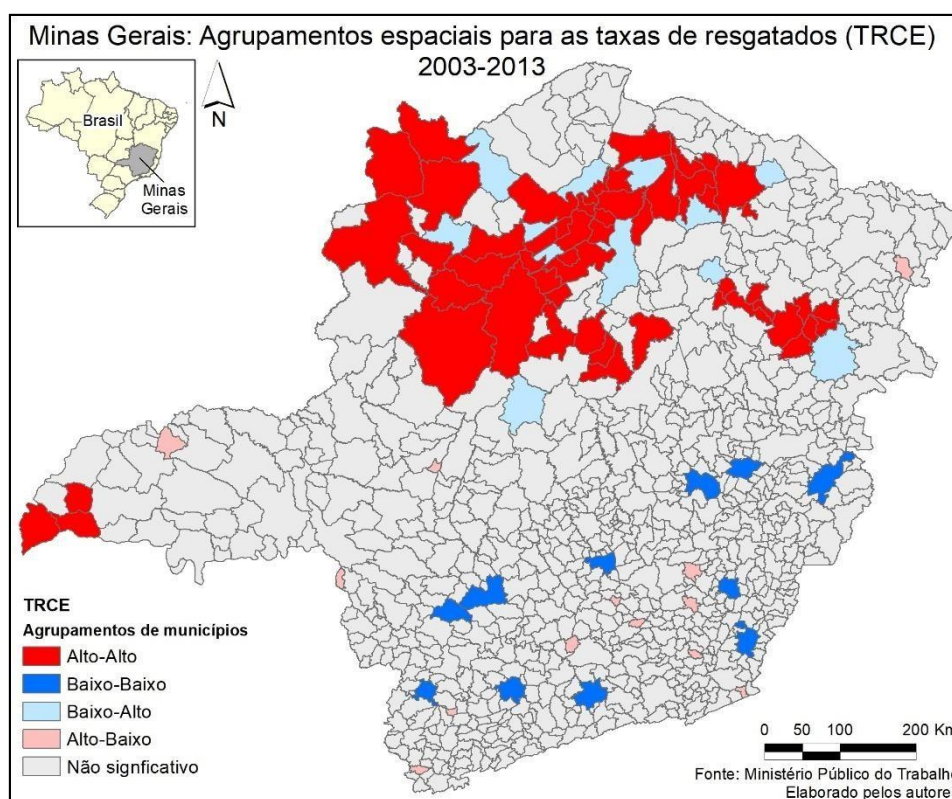 Minas Gerais: Agrupamentos espaciais para as taxas de resgatados (TRCE)
2003-2013
Brasil
Minas
Gerais
N
TRCE
Agrupamentos de municípios
Alto-Alto
Baixo-Baixo
Baixo-Alto
Alto-Baixo
Não signficativo
0 50 100 200 Km
Fonte: Ministério Público do Trabalho
Elaborado pelos autore